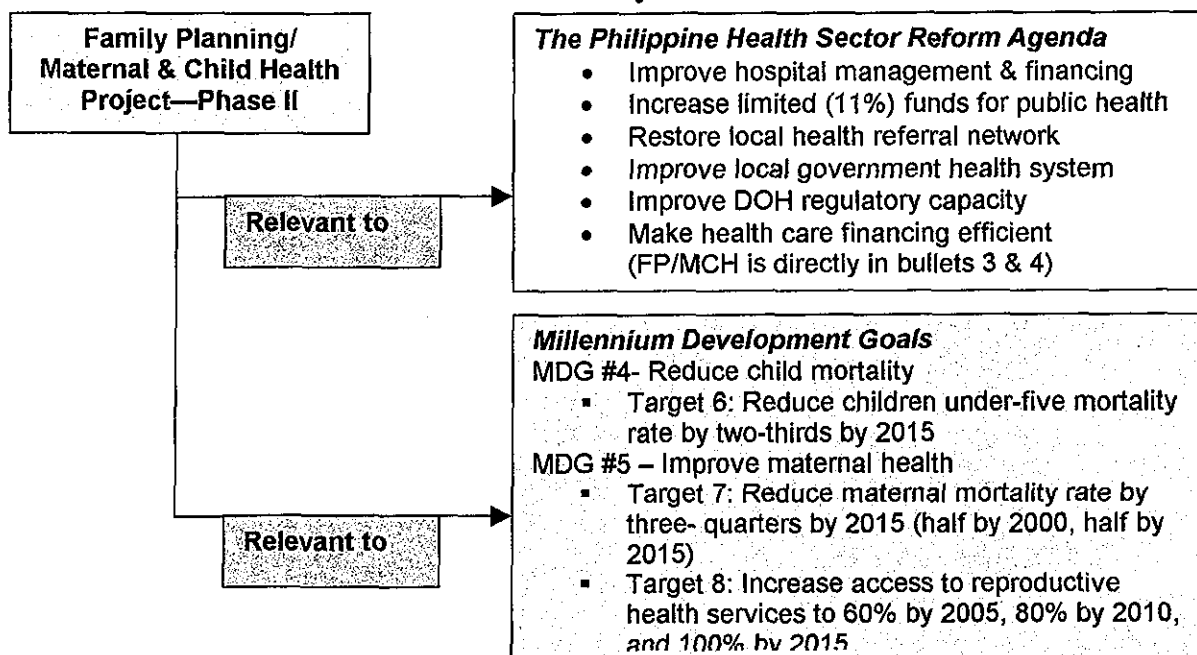 Family Planning/
Maternal & Child Health
Project—Phase II
The Philippine Health Sector Reform Agenda
• Improve hospital management & financing
• Increase limited (11%) funds for public health
• Restore local health referral network
• Improve local government health system
• Improve DOH regulatory capacity
• Make health care financing efficient
(FP/MCH is directly in bullets 3 & 4)
Relevant to
Millennium Development Goals
MDG #4- Reduce child mortality
▪ Target 6: Reduce children under-five mortality
rate by two-thirds by 2015
MDG #5 – Improve maternal health
▪ Target 7: Reduce maternal mortality rate by
three- quarters by 2015 (half by 2000, half by
2015)
▪ Target 8: Increase access to reproductive
health services to 60% by 2005, 80% by 2010,
and 100% by 2015
Relevant to